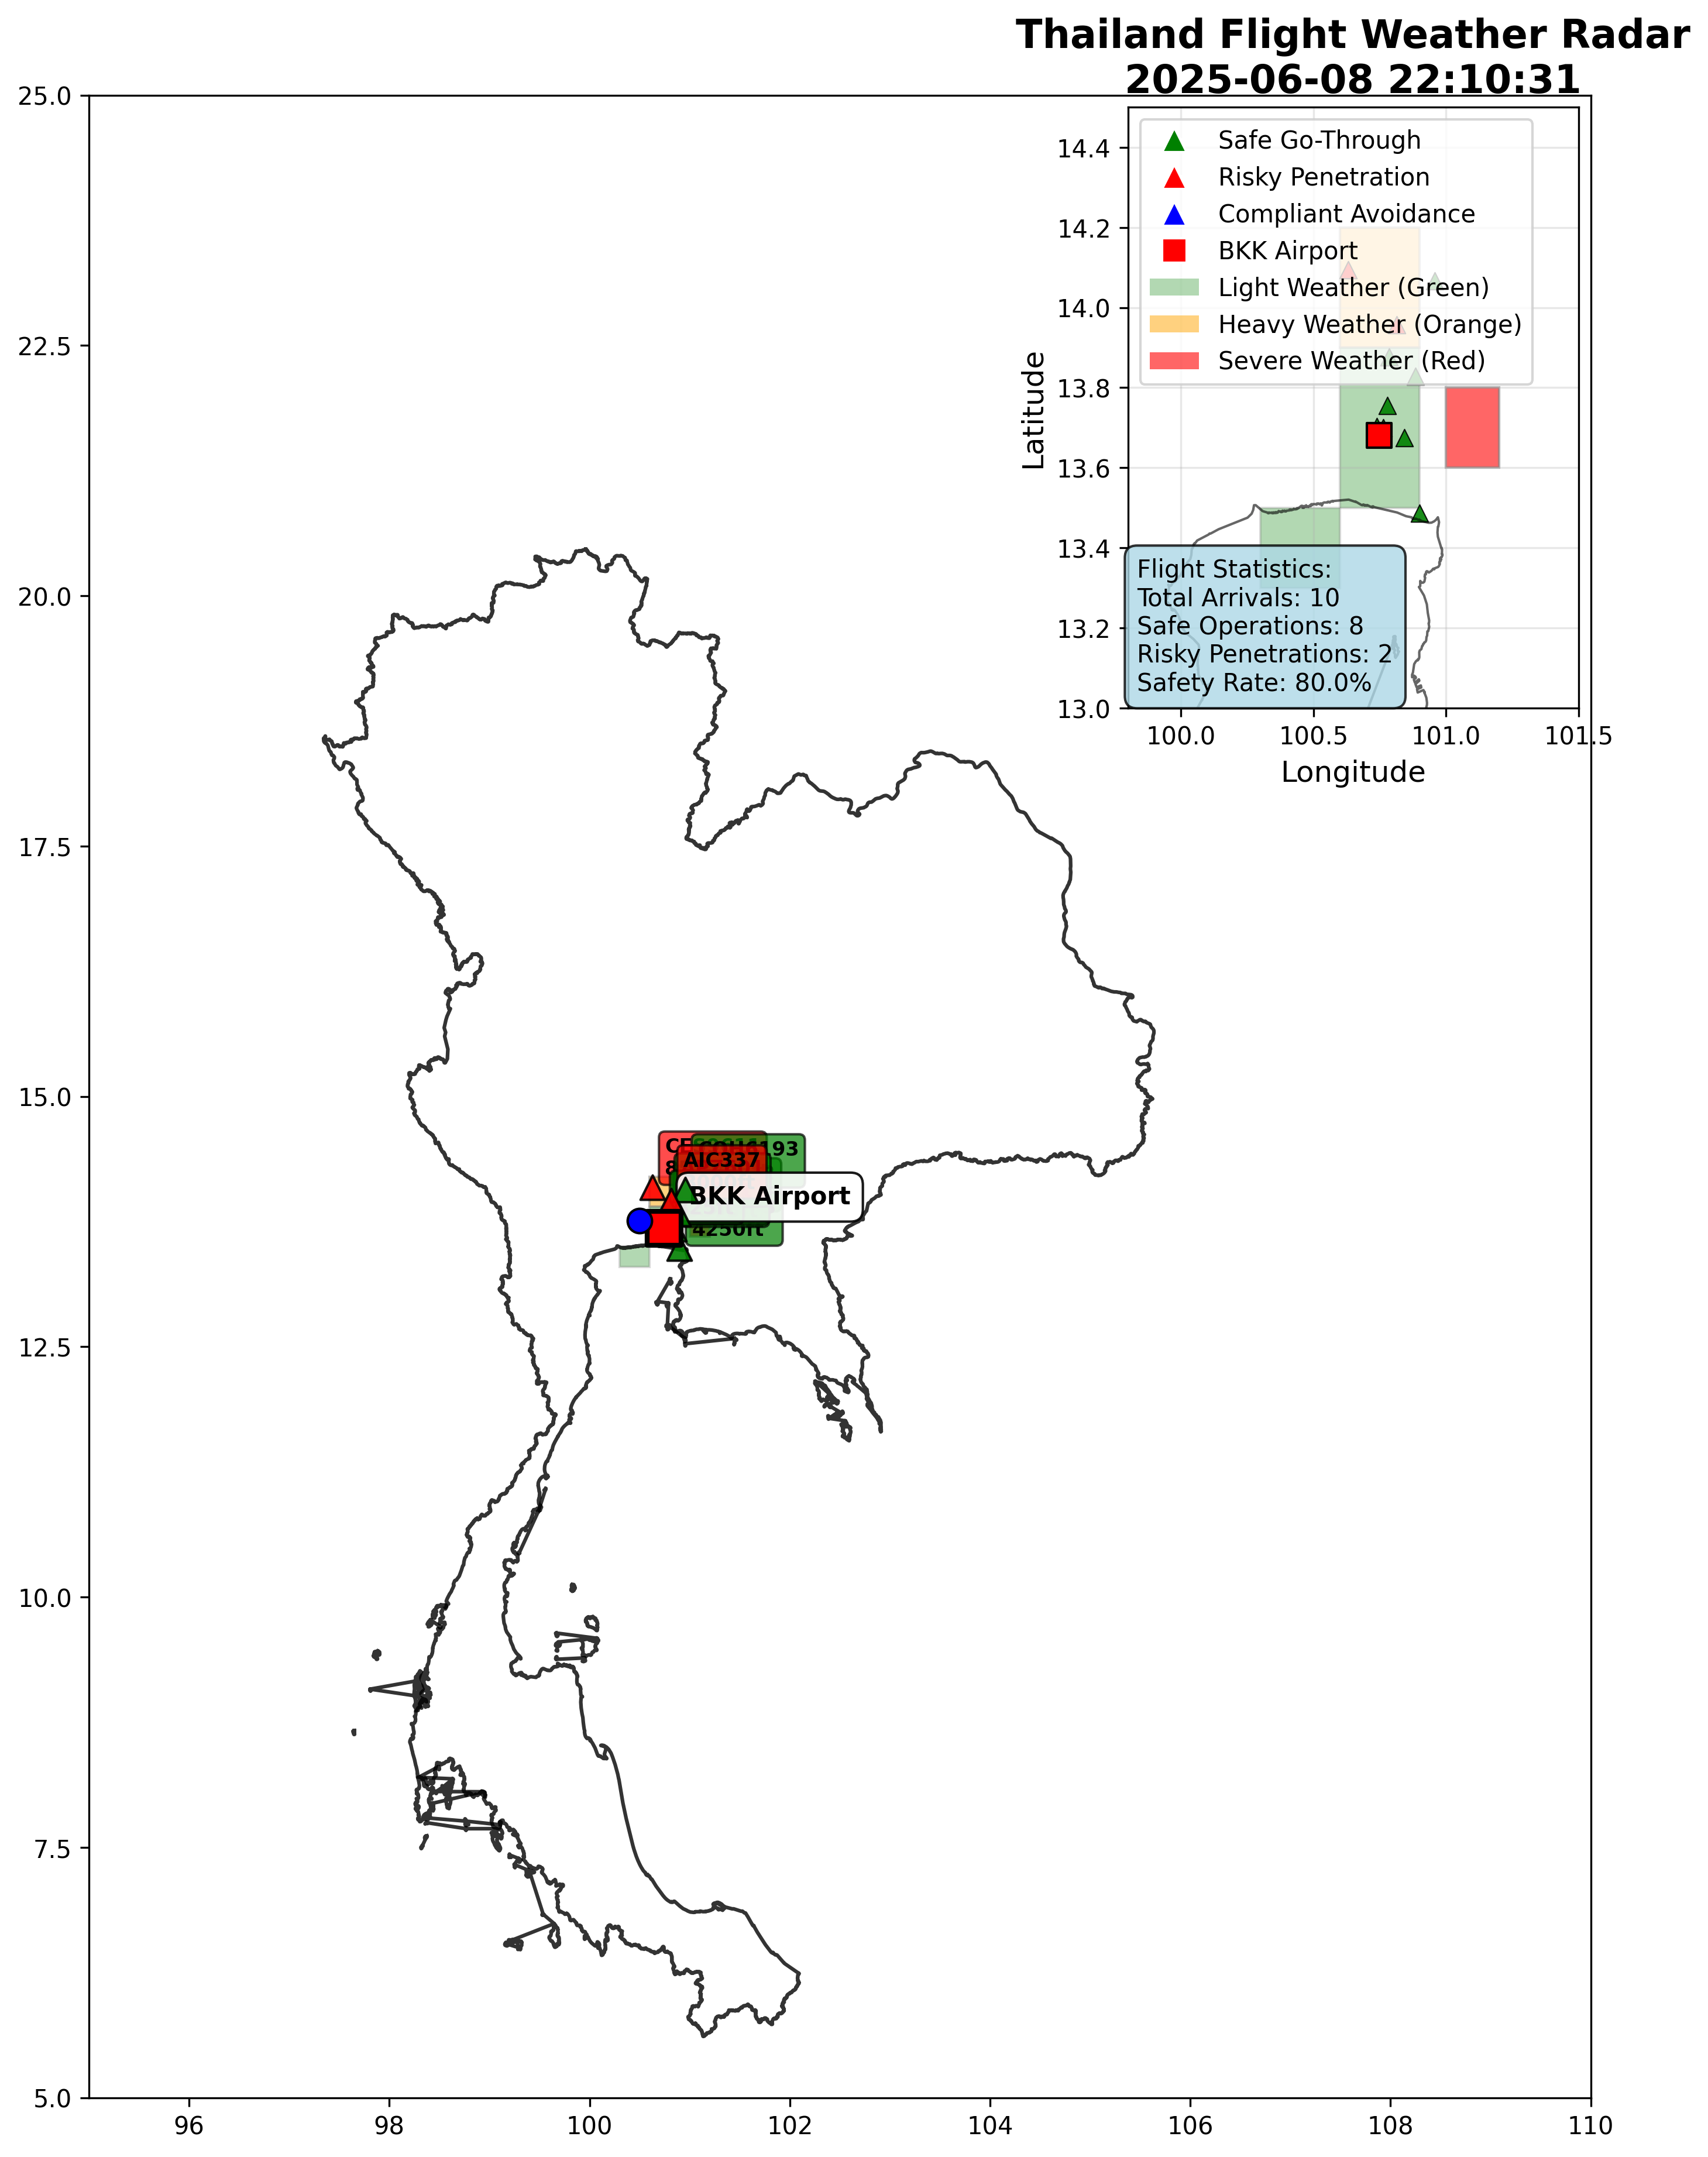 Thailand Flight Weather Radar
2025-06-08 22:10:31
25.0
22.5
20.0
17.5
15.0
12.5
10.0
7.5
5.0
96
98
100
102
104
106
108
110
14.4
14.2
14.0
13.8
13.6
13.4
13.2
13.0
Latitude
100.0
100.5
101.0
101.5
Longitude
Safe Go-Through
Risky Penetration
Compliant Avoidance
BKK Airport
Light Weather (Green)
Heavy Weather (Orange)
Severe Weather (Red)
Flight Statistics:
Total Arrivals: 10
Safe Operations: 8
Risky Penetrations: 2
Safety Rate: 80.0%
AIC337
BKK Airport
4250ft